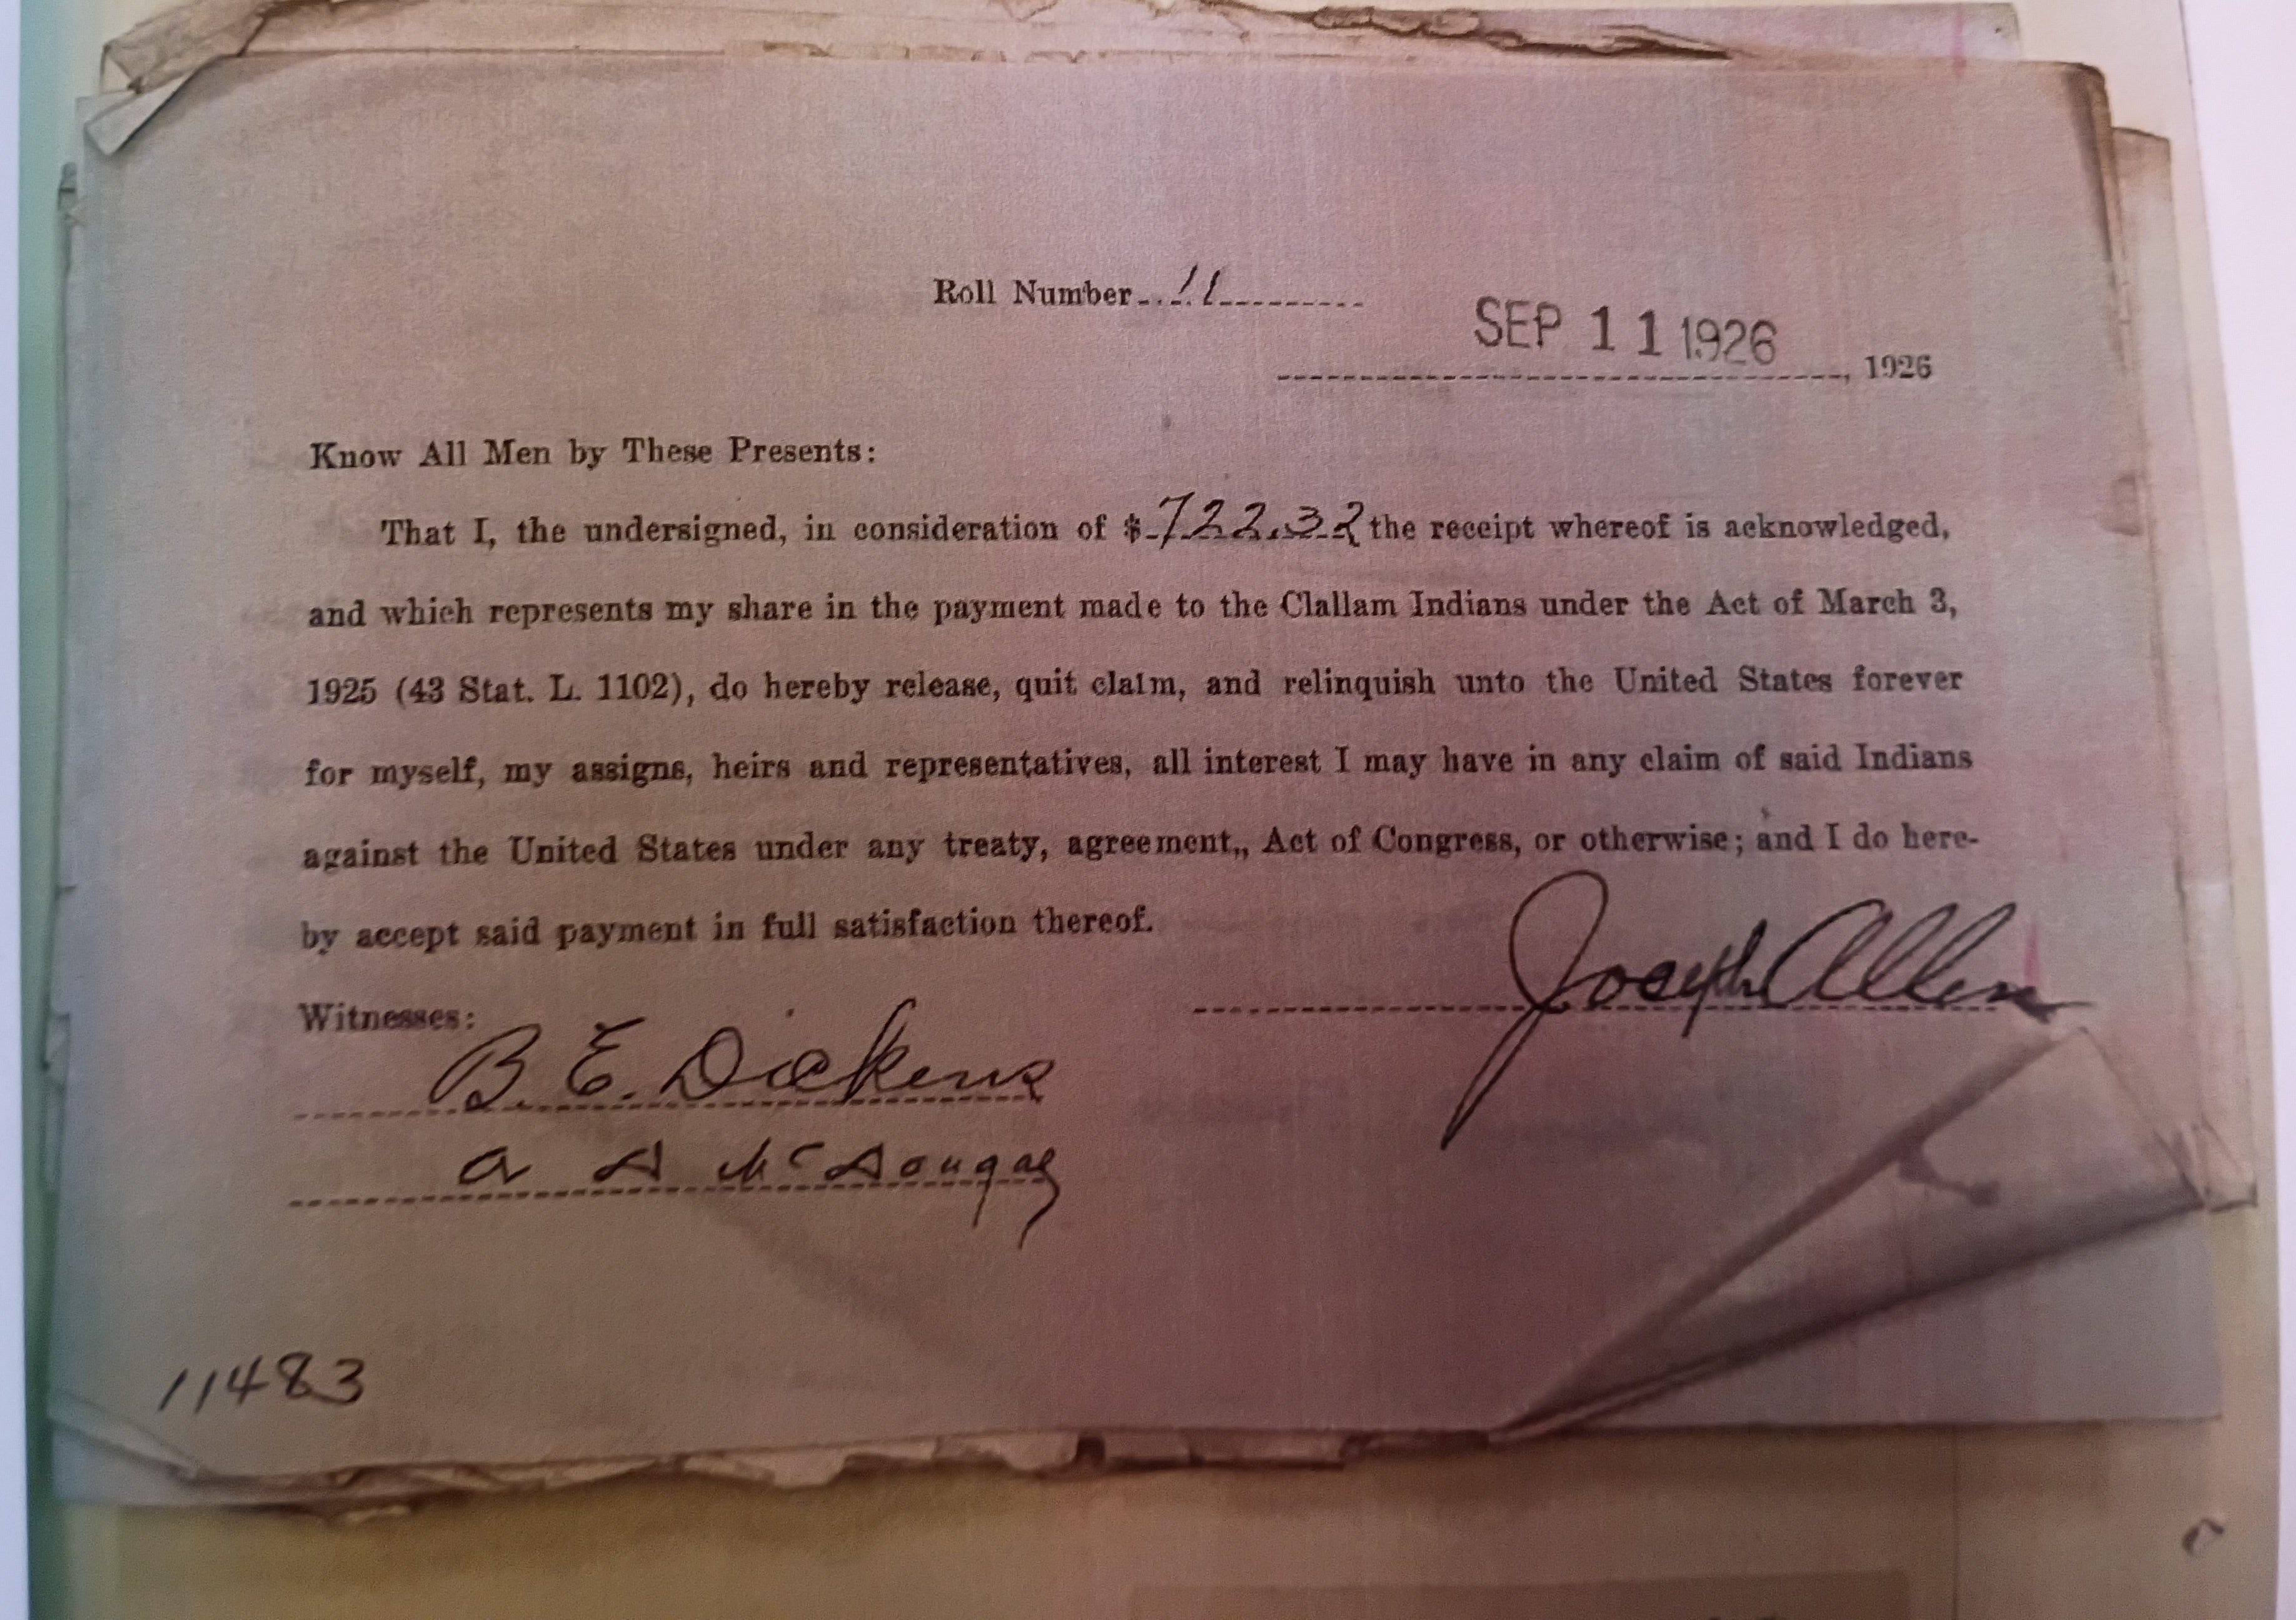 Roll Number 11
SEP 11 1926
, 1926
Know All Men by These Presents:
That I, the undersigned, in consideration of $722.32 the receipt whereof is acknowledged,
and which represents my share in the payment made to the Clallam Indians under the Act of March 3,
1925 (43 Stat. L. 1102), do hereby release, quit claim, and relinquish unto the United States forever
for myself, my assigns, heirs and representatives, all interest I may have in any claim of said Indians
against the United States under any treaty, agreement,, Act of Congress, or otherwise; and I do here-
by accept said payment in full satisfaction thereof.
Joseph Allen
Witnesses:
B. E. Dickens
a D McDougal
11483